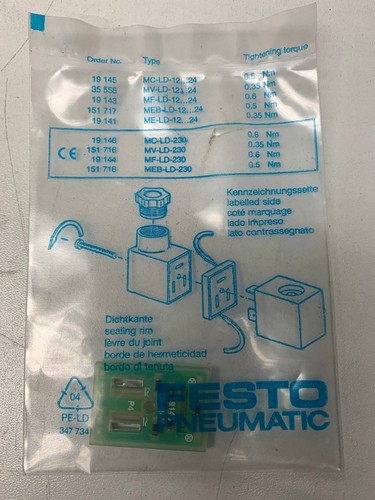 Order No. Type Tightening torque
19 145 MC-LD-12...24 0.6 Nm
35 558 MV-LD-12...24 0.35 Nm
19 143 MF-LD-12...24 0.6 Nm
151 717 MEB-LD-12...24 0.5 Nm
19 141 ME-LD-12...24 0.35 Nm
19 146 MC-LD-230 0.6 Nm
151 716 MV-LD-230 0.35 Nm
CE 19 144 MF-LD-230 0.6 Nm
151 716 MEB-LD-230 0.5 Nm
Kennzeichnungsseite
labelled side
coté marquage
lado impreso
lato contrassegnato
Dichtkante
sealing rim
lèvre du joint
borde de hermeticidad
bordo di tenute
D4
PE-LD
347 734
P4
FESTO
PNEUMATIC